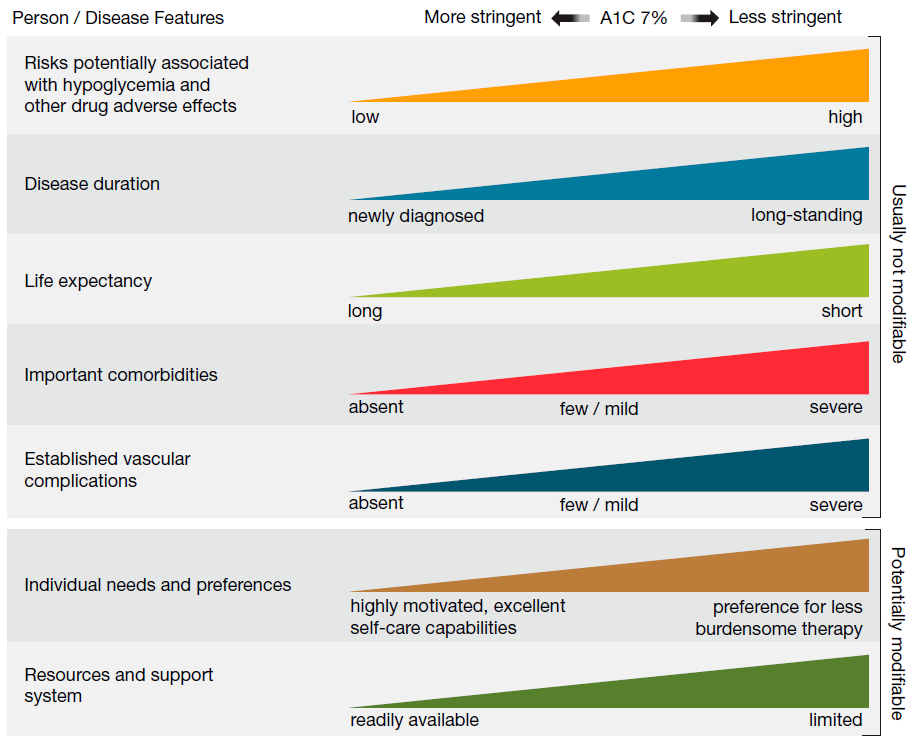 Person / Disease Features
More stringent A1C 7% Less stringent
Risks potentially associated
with hypoglycemia and
other drug adverse effects
low high
Disease duration
newly diagnosed long-standing
Life expectancy
long short
Important comorbidities
absent few / mild severe
Established vascular
complications
absent few / mild severe
Usually not modifiable
Individual needs and preferences
highly motivated, excellent
self-care capabilities
preference for less
burdensome therapy
Resources and support
system
readily available limited
Potentially modifiable